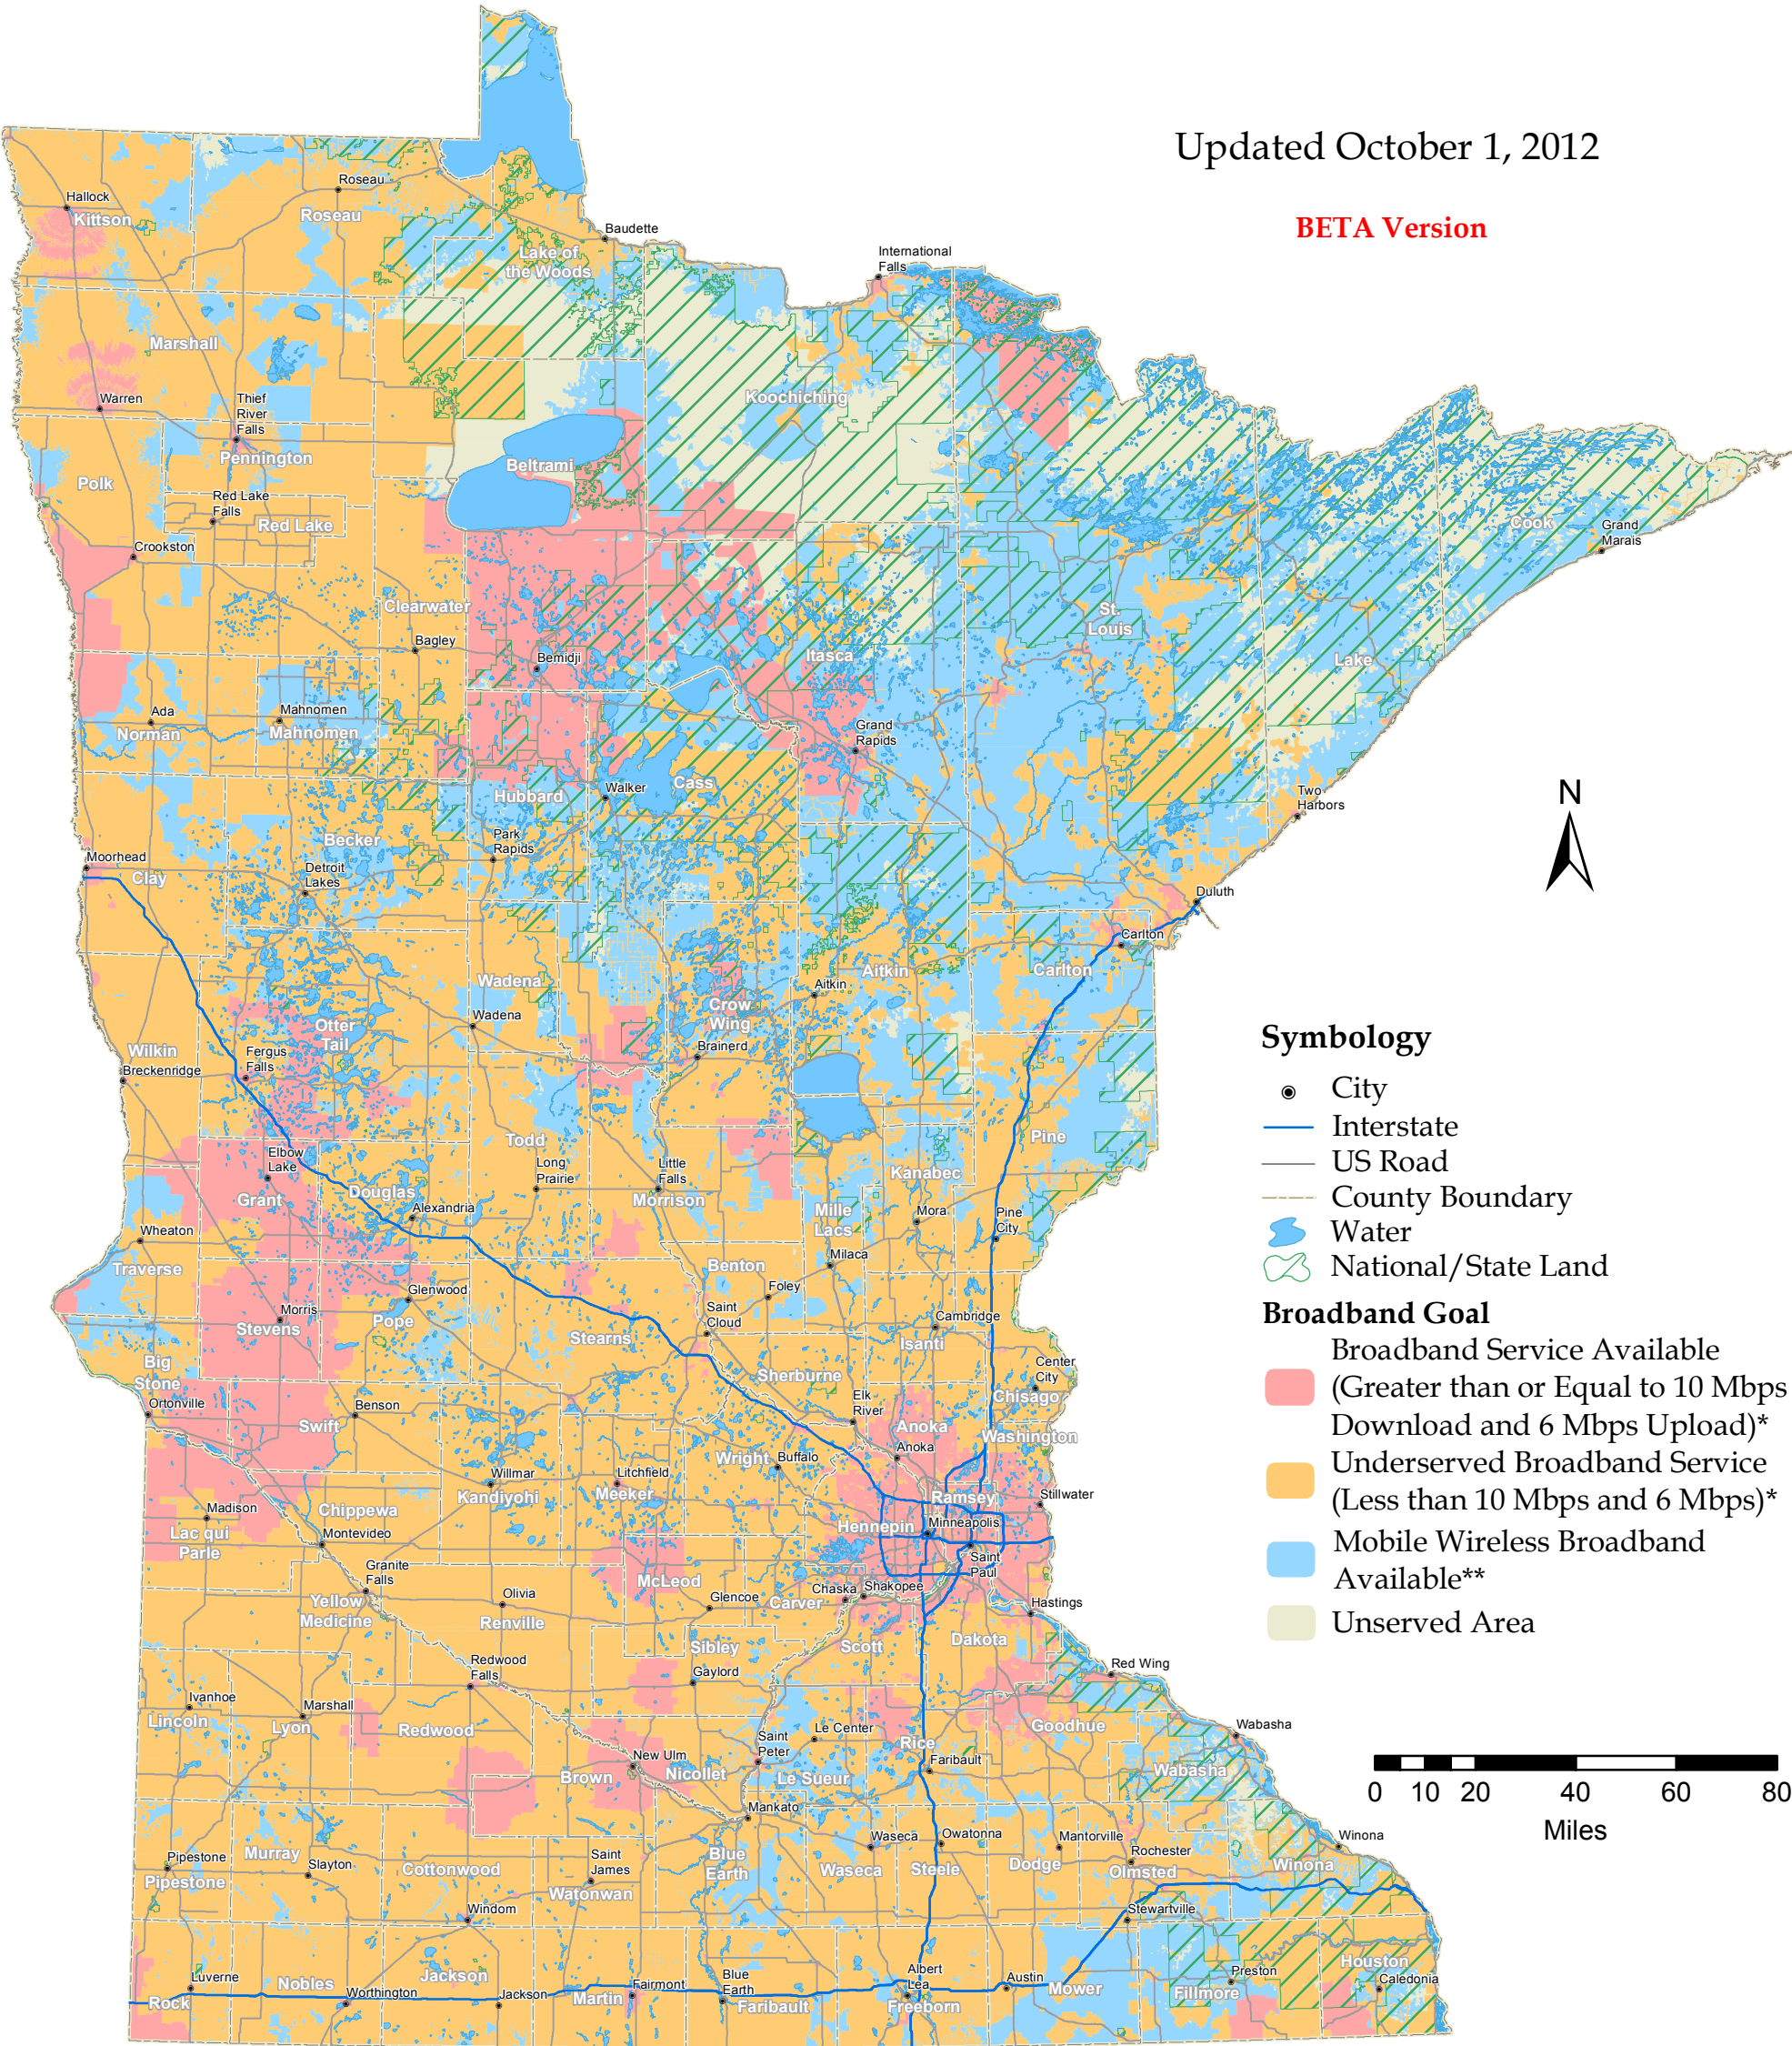 Updated October 1, 2012
BETA Version
Roseau
Hallock
Kittson
Roseau
Baudette
Lake of
the Woods
International
Falls
Marshall
Koochiching
Warren
Thief
River
Falls
Pennington
Beltrami
Polk
Red Lake
Falls
Red Lake
Cook
Grand
Marais
Crookston
Clearwater
St.
Louis
Bagley
Bemidji
Itasca
Lake
Ada
Norman
Mahnomen
Mahnomen
Grand
Rapids
Hubbard
Walker
Cass
Two
Harbors
N
Becker
Park
Rapids
Moorhead
Clay
Detroit
Lakes
Duluth
Carlton
Wadena
Aitkin
Carlton
Aitkin
Crow
Wing
Wadena
Otter
Tail
Brainerd
Wilkin
Breckenridge
Fergus
Falls
Symbology
City
Interstate
US Road
County Boundary
Water
National/State Land
Broadband Goal
Broadband Service Available
(Greater than or Equal to 10 Mbps
Download and 6 Mbps Upload)*
Underserved Broadband Service
(Less than 10 Mbps and 6 Mbps)*
Mobile Wireless Broadband
Available**
Unserved Area
Todd
Pine
Elbow
Lake
Grant
Douglas
Long
Prairie
Little
Falls
Morrison
Kanabec
Alexandria
Mille
Lacs
Mora
Pine
City
Wheaton
Traverse
Milaca
Benton
Foley
Glenwood
Morris
Stevens
Pope
Saint
Cloud
Stearns
Cambridge
Isanti
Big
Stone
Sherburne
Center
City
Chisago
Ortonville
Benson
Swift
Elk
River
Anoka
Anoka
Washington
Wright
Buffalo
Willmar
Kandiyohi
Litchfield
Meeker
Ramsey
Stillwater
Madison
Chippewa
Lac qui
Parle
Montevideo
Hennepin
Minneapolis
Saint
Paul
Granite
Falls
McLeod
Yellow
Medicine
Olivia
Renville
Glencoe
Chaska
Shakopee
Carver
Hastings
Sibley
Scott
Dakota
Redwood
Falls
Gaylord
Red Wing
Ivanhoe
Lincoln
Marshall
Lyon
Redwood
Le Center
Goodhue
Wabasha
Saint
Peter
Rice
Faribault
New Ulm
Brown
Nicollet
Le Sueur
Wabasha
0 10 20 40 60 80
Miles
Mankato
Waseca
Owatonna
Mantorville
Winona
Pipestone
Pipestone
Murray
Slayton
Cottonwood
Saint
James
Watonwan
Blue
Earth
Waseca
Steele
Dodge
Rochester
Olmsted
Winona
Windom
Stewartville
Luverne
Rock
Nobles
Worthington
Jackson
Jackson
Martin
Fairmont
Blue
Earth
Faribault
Albert
Lea
Freeborn
Austin
Mower
Preston
Fillmore
Houston
Caledonia